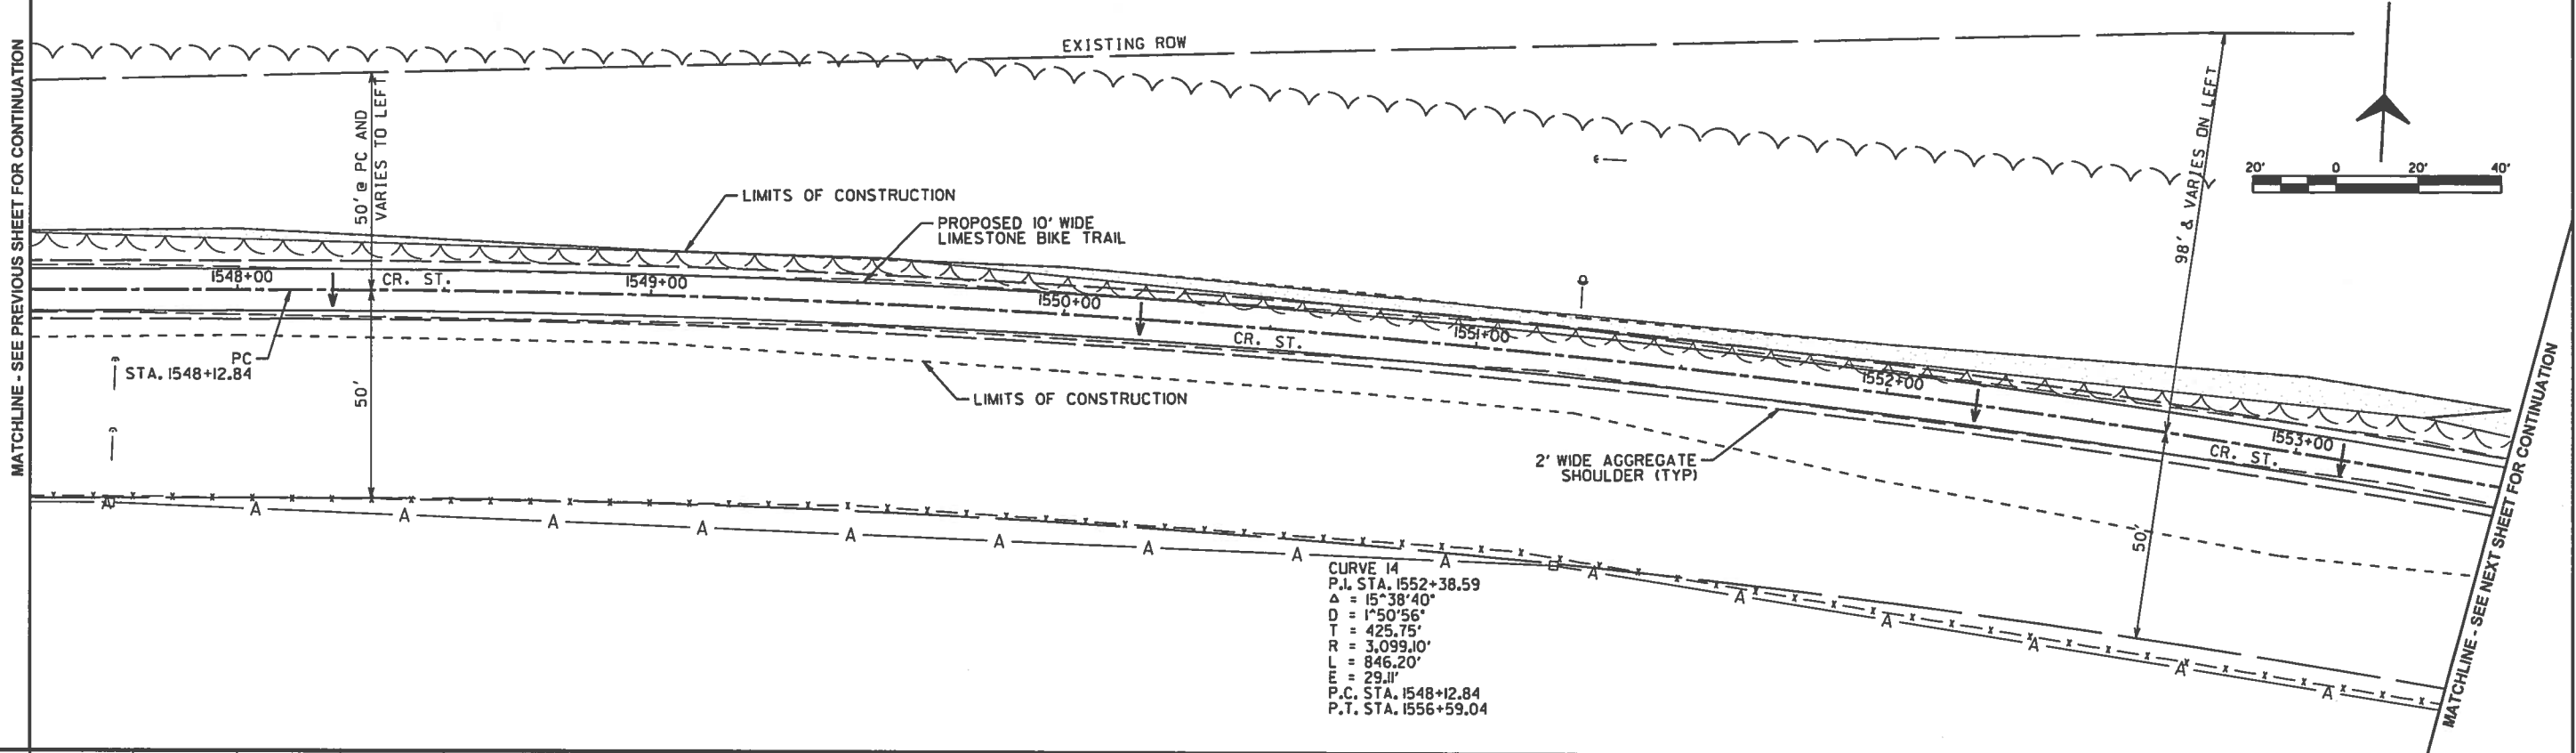 MATCHLINE - SEE PREVIOUS SHEET FOR CONTINUATION
EXISTING ROW
50' @ PC AND
VARIES TO LEFT
98' & VARIES ON LEFT
20' 0 20' 40'
LIMITS OF CONSTRUCTION
PROPOSED 10' WIDE
LIMESTONE BIKE TRAIL
1548+00
CR. ST.
1549+00
1550+00
CR. ST.
1551+00
1552+00
1553+00
CR. ST.
PC
STA. 1548+12.84
50'
LIMITS OF CONSTRUCTION
2' WIDE AGGREGATE
SHOULDER (TYP)
50'
A A A A A A A A A A A A A A A A
CURVE 14
P.I. STA. 1552+38.59
Δ = 15°38'40"
D = 1°50'56"
T = 425.75'
R = 3,099.10'
L = 846.20'
E = 29.11'
P.C. STA. 1548+12.84
P.T. STA. 1556+59.04
MATCHLINE - SEE NEXT SHEET FOR CONTINUATION